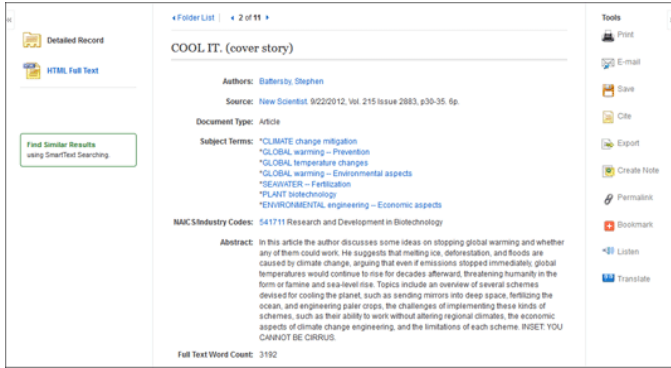 Detailed Record
HTML Full Text
Find Similar Results
using SmartText Searching.
Folder List 2 of 11
COOL IT. (cover story)
Authors: Battersby, Stephen
Source: New Scientist. 9/22/2012, Vol. 215 Issue 2883, p30-35. 6p.
Document Type: Article
Subject Terms: *CLIMATE change mitigation
*GLOBAL warming -- Prevention
*GLOBAL temperature changes
*GLOBAL warming -- Environmental aspects
*SEAWATER -- Fertilization
*PLANT biotechnology
*ENVIRONMENTAL engineering -- Economic aspects
NAICS/Industry Codes: 541711 Research and Development in Biotechnology
Abstract: In this article the author discusses some ideas on stopping global warming and whether
any of them could work. He suggests that melting ice, deforestation, and floods are
caused by climate change, arguing that even if emissions stopped immediately, global
temperatures would continue to rise for decades afterward, threatening humanity in the
form or famine and sea-level rise. Topics include an overview of several schemes
devised for cooling the planet, such as sending mirrors into deep space, fertilizing the
ocean, and engineering paler crops, the challenges of implementing these kinds of
schemes, such as their ability to work without altering regional climates, the economic
aspects of climate change engineering, and the limitations of each scheme. INSET: YOU
CANNOT BE CIRRUS.
Full Text Word Count: 3192
Tools
Print
E-mail
Save
Cite
Export
Create Note
Permalink
Bookmark
Listen
Translate